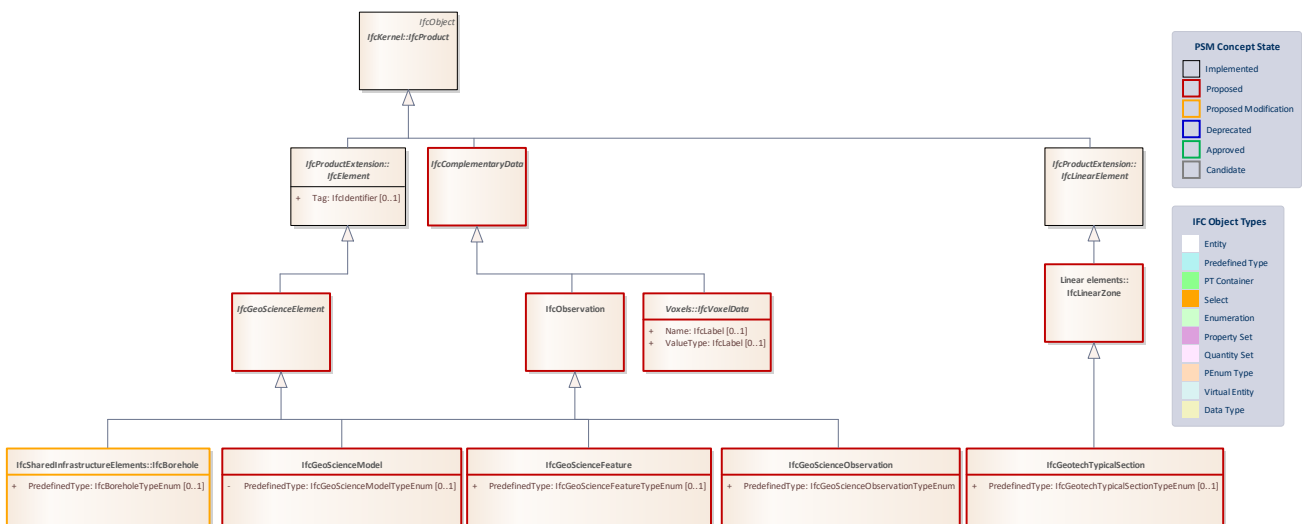 IfcObject
IfcKernel::IfcProduct
IfcProductExtension::
IfcElement
+ Tag: IfcIdentifier [0..1]
IfcComplementaryData
IfcProductExtension::
IfcLinearElement
IfcGeoScienceElement
IfcObservation
Voxels::IfcVoxelData
+ Name: IfcLabel [0..1]
+ ValueType: IfcLabel [0..1]
Linear elements::
IfcLinearZone
IfcSharedInfrastructureElements::IfcBorehole
+ PredefinedType: IfcBoreholeTypeEnum [0..1]
IfcGeoScienceModel
- PredefinedType: IfcGeoScienceModelTypeEnum [0..1]
IfcGeoScienceFeature
+ PredefinedType: IfcGeoScienceFeatureTypeEnum [0..1]
IfcGeoScienceObservation
+ PredefinedType: IfcGeoScienceObservationTypeEnum
IfcGeotechTypicalSection
+ PredefinedType: IfcGeotechTypicalSectionTypeEnum [0..1]
PSM Concept State
Implemented
Proposed
Proposed Modification
Deprecated
Approved
Candidate
IFC Object Types
Entity
Predefined Type
PT Container
Select
Enumeration
Property Set
Quantity Set
PEnum Type
Virtual Entity
Data Type